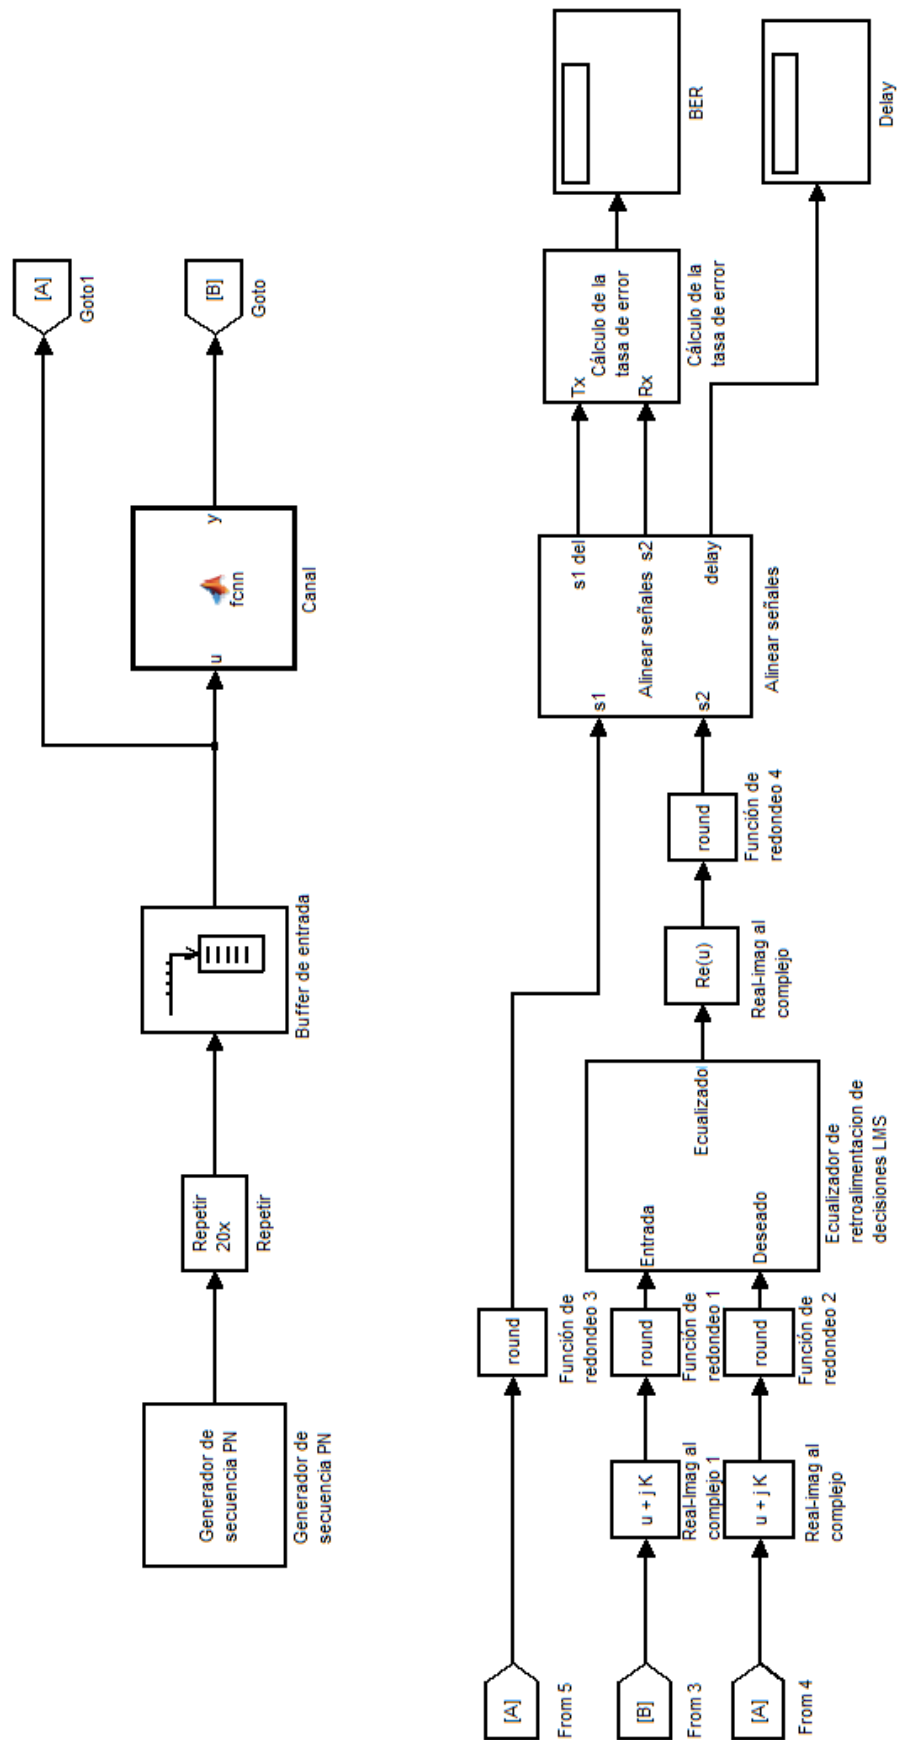 Generador de
secuencia PN
Generador de
secuencia PN
Repetir
20x
Repetir
Buffer de entrada
u
fcnn
y
Canal
[A]
Goto1
[B]
Goto
[A]
From 5
round
Función de
redondeo 3
[B]
From 3
u + j K
Real-Imag al
complejo 1
round
Función de
redondeo 1
[A]
From 4
u + j K
Real-imag al
complejo
round
Función de
redondeo 2
Entrada
Deseado
Ecualizado
Ecualizador de
retroalimentacion de
decisiones LMS
Re(u)
Real-imag al
complejo
round
Función de
redondeo 4
s1
s2
s1 del
Alinear señales s2
delay
Alinear señales
Tx
Rx
Cálculo de la
tasa de error
Cálculo de la
tasa de error
BER
Delay